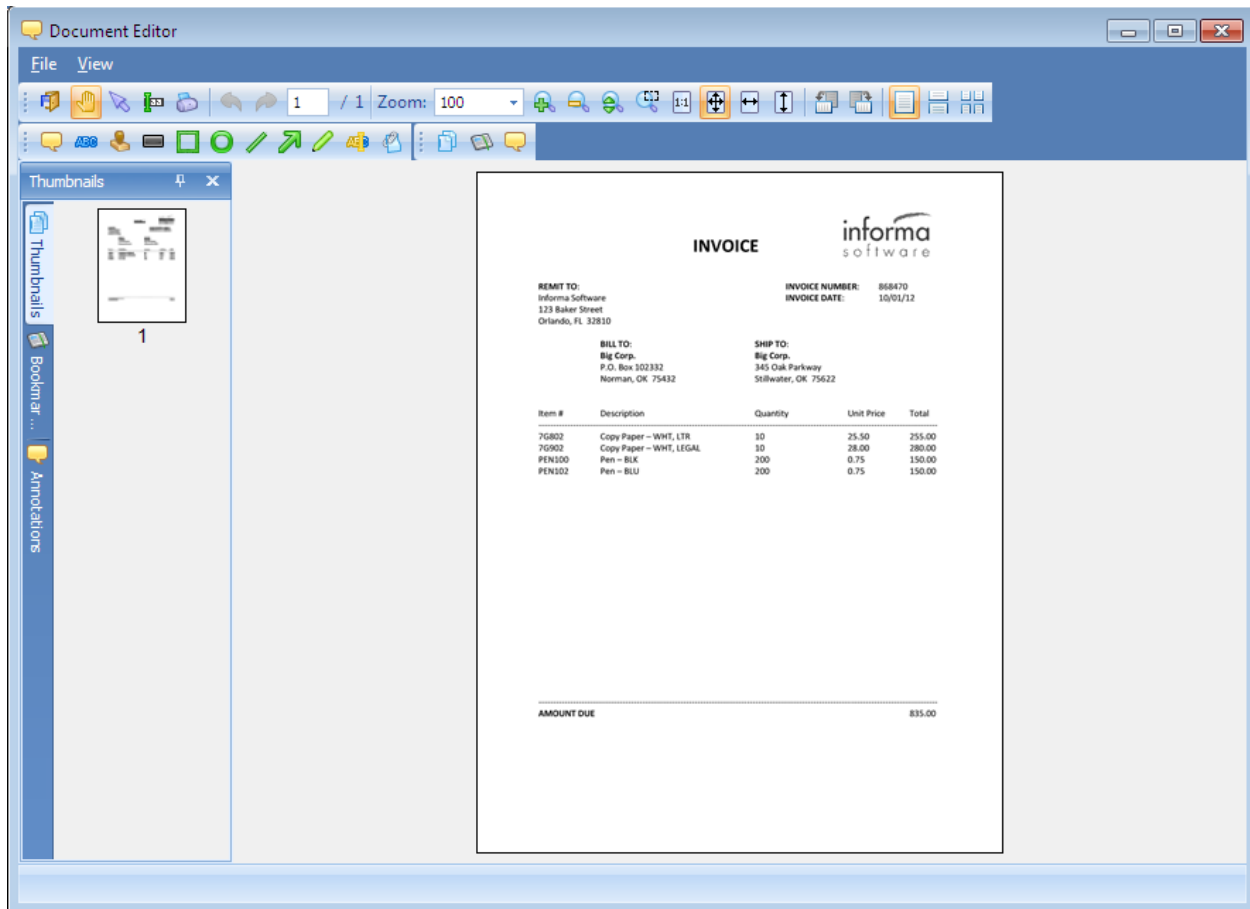 Document Editor
File View
1 / 1 Zoom: 100 1:1
ABC
Thumbnails
Thumbnails
Bookmar ...
Annotations
1
informa
software
INVOICE
REMIT TO:
Informa Software
123 Baker Street
Orlando, FL 32810
INVOICE NUMBER: 868470
INVOICE DATE: 10/01/12
BILL TO:
Big Corp.
P.O. Box 102332
Norman, OK 75432
SHIP TO:
Big Corp.
345 Oak Parkway
Stillwater, OK 75622
Item # Description Quantity Unit Price Total
7G802 Copy Paper – WHT, LTR 10 25.50 255.00
7G902 Copy Paper – WHT, LEGAL 10 28.00 280.00
PEN100 Pen – BLK 200 0.75 150.00
PEN102 Pen – BLU 200 0.75 150.00
AMOUNT DUE 835.00